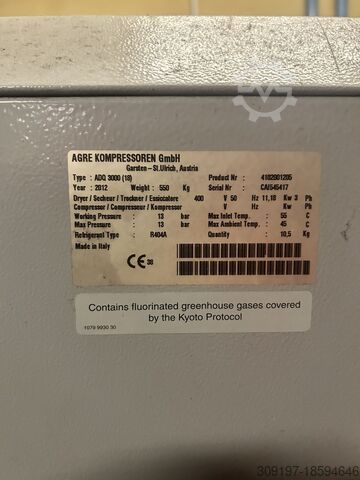 AGRE KOMPRESSOREN GmbH
Garsten-St.Ulrich, Austria
Type : ADQ 3000 (18) Product Nr : 4102001205
Year : 2012 Weight : 550 Kg Serial Nr : CAI545417
Dryer / Secheur / Trockner / Essiccatore 400 V 50 Hz 11,18 Kw 3 Ph
Compressor / Compresseur / Kompressor V Hz Kw Ph
Working Pressure : 13 bar Max Inlet Temp. : 55 C
Max Pressure : 13 bar Max Ambient Temp. : 45 C
Refrigerant Type : R404A Quantity : 10,5 Kg
Made in Italy
CE 38
Contains fluorinated greenhouse gases covered
by the Kyoto Protocol
1079 9930 30
309197-18594646